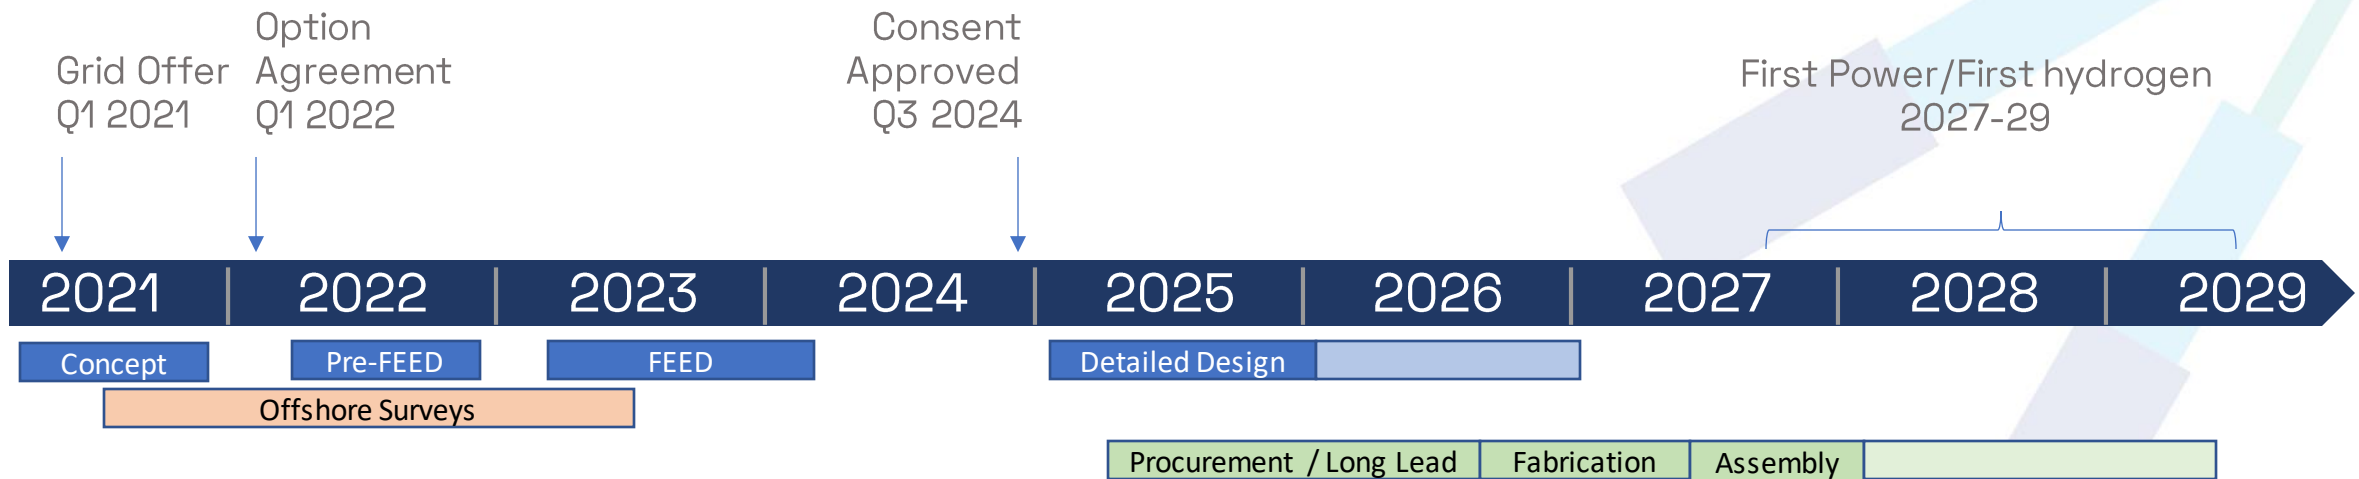 Grid Offer
Q1 2021
Option
Agreement
Q1 2022
Consent
Approved
Q3 2024
First Power/First hydrogen
2027-29
2021 2022 2023 2024 2025 2026 2027 2028 2029
Concept Pre-FEED FEED Detailed Design
Offshore Surveys
Procurement / Long Lead Fabrication Assembly